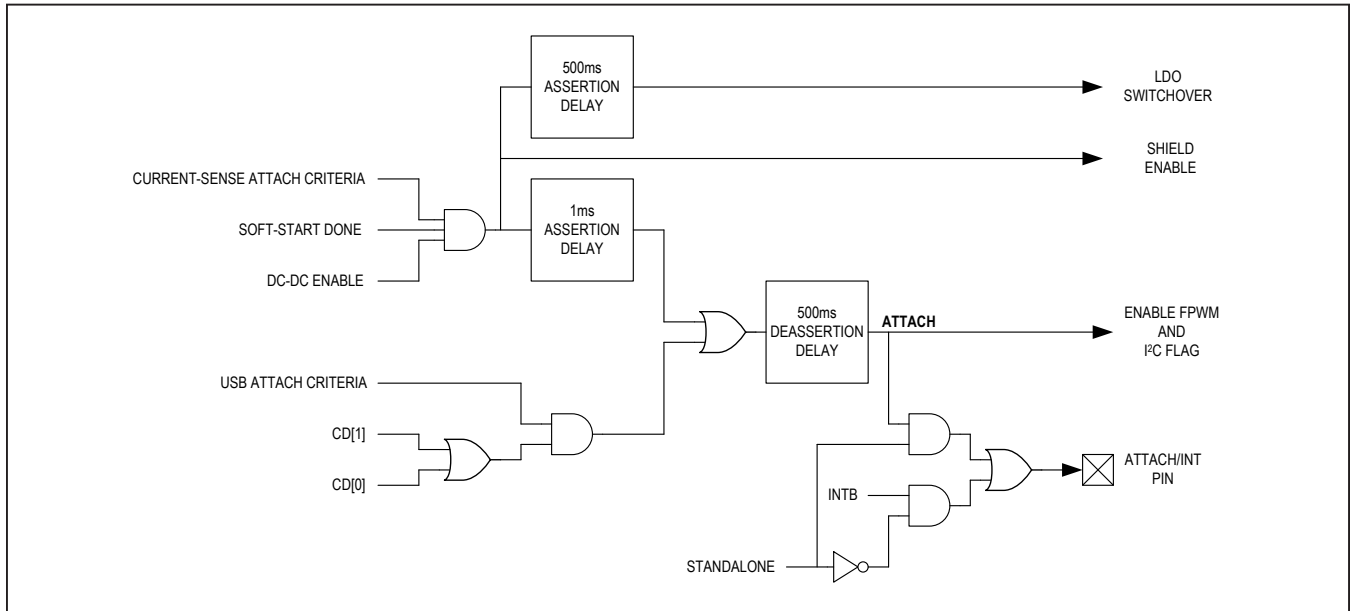 500ms
ASSERTION
DELAY
LDO
SWITCHOVER
SHIELD
ENABLE
CURRENT-SENSE ATTACH CRITERIA
SOFT-START DONE
DC-DC ENABLE
1ms
ASSERTION
DELAY
500ms
DEASSERTION
DELAY
ATTACH
ENABLE FPWM
AND
I²C FLAG
USB ATTACH CRITERIA
CD[1]
CD[0]
INTB
ATTACH/INT
PIN
STANDALONE